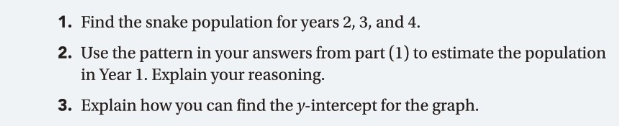 1. Find the snake population for years 2, 3, and 4.
2. Use the pattern in your answers from part (1) to estimate the population
in Year 1. Explain your reasoning.
3. Explain how you can find the y-intercept for the graph.